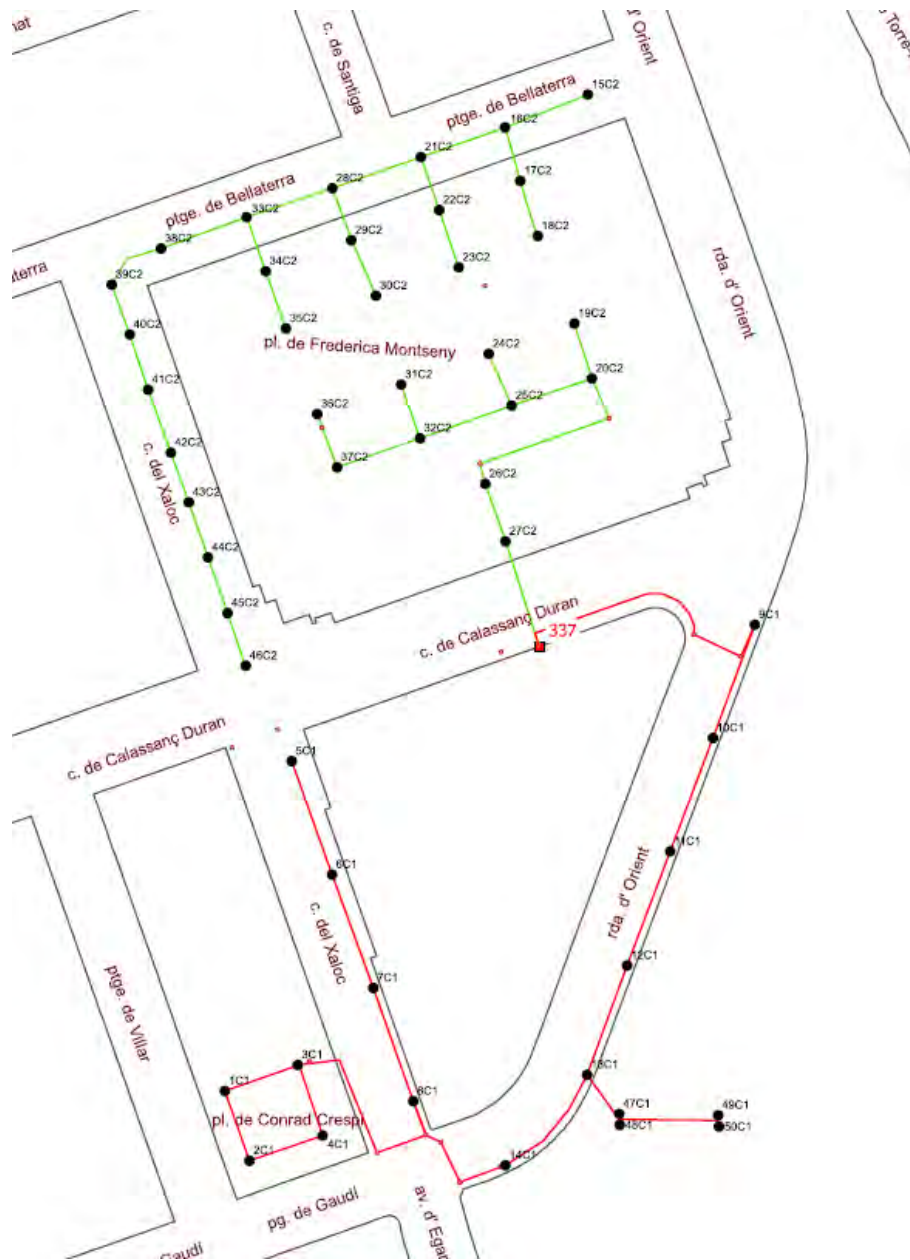 c. de Santiga
d' Orient
ptge. de Bellaterra
15C2
16C2
21C2
17C2
28C2
ptge. de Bellaterra
22C2
33C2
18C2
29C2
38C2
23C2
34C2
rda. d' Orient
39C2
30C2
19C2
35C2
40C2
pl. de Frederica Montseny
24C2
20C2
31C2
41C2
25C2
36C2
32C2
42C2
37C2
c. del Xaloc
26C2
43C2
27C2
44C2
45C2
c. de Calassanç Duran
9C1
337
46C2
c. de Calassanç Duran
10C1
5C1
11C1
6C1
rda. d' Orient
c. del Xaloc
12C1
7C1
ptge. de Villar
3C1
13C1
1C1
8C1
47C1
49C1
pl. de Conrad Crespi
48C1
50C1
4C1
2C1
14C1
pg. de Gaudí
av. d' Egar
Gaudí